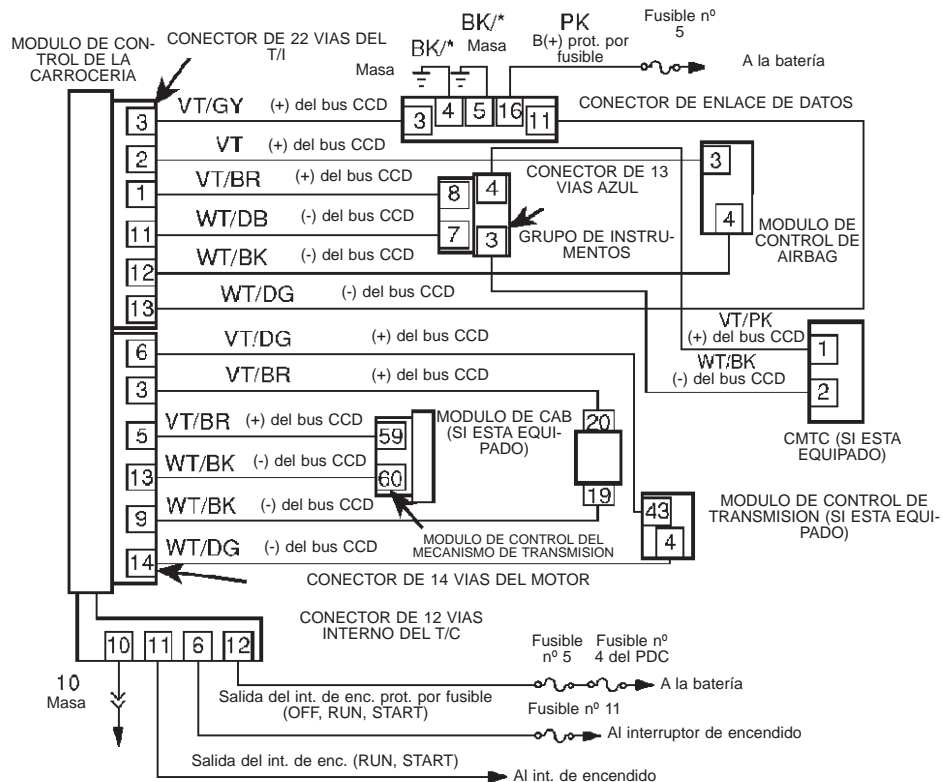 MODULO DE CON-
TROL DE LA
CARROCERIA
CONECTOR DE 22 VIAS DEL
T/I
BK/*
Masa
BK/*
Masa
PK
B(+) prot. por
fusible
Fusible nº
5
A la batería
3 4 5 16 11
CONECTOR DE ENLACE DE DATOS
3 VT/GY (+) del bus CCD
2 VT (+) del bus CCD
1 VT/BR (+) del bus CCD
11 WT/DB (-) del bus CCD
12 WT/BK (-) del bus CCD
13 WT/DG (-) del bus CCD
8 4
7 3
CONECTOR DE 13
VIAS AZUL
GRUPO DE INSTRU-
MENTOS
3
4
MODULO DE
CONTROL DE
AIRBAG
VT/PK
(+) del bus CCD
WT/BK
(-) del bus CCD
1
2
CMTC (SI ESTA
EQUIPADO)
6 VT/DG (+) del bus CCD
3 VT/BR (+) del bus CCD
5 VT/BR (+) del bus CCD
13 WT/BK (-) del bus CCD
9 WT/BK (-) del bus CCD
14 WT/DG (-) del bus CCD
59
60
MODULO DE CAB
(SI ESTA EQUI-
PADO)
20
19
MODULO DE CONTROL DEL
MECANISMO DE TRANSMISION
43
4
MODULO DE CONTROL DE
TRANSMISION (SI ESTA EQUI-
PADO)
CONECTOR DE 14 VIAS DEL MOTOR
CONECTOR DE 12 VIAS
INTERNO DEL T/C
10 11 6 12
10
Masa
Salida del int. de enc. prot. por fusible
(OFF, RUN, START)
Fusible
nº 5
Fusible nº
4 del PDC
A la batería
Fusible nº 11
Al interruptor de encendido
Salida del int. de enc. (RUN, START)
Al int. de encendido